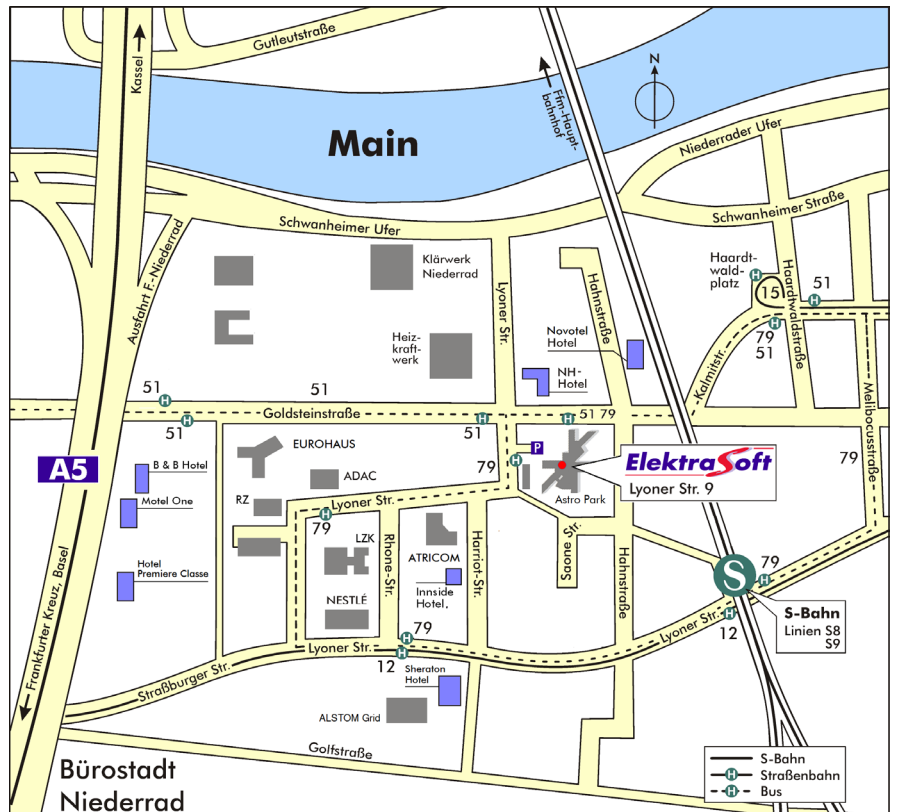 Gutleutstraße
Kassel
Ffm-Haupt-
bahnhof
N
Main
Niederrader Ufer
Schwanheimer Straße
Schwanheimer Ufer
Ausfahrt F.-Niederrad
Klärwerk
Niederrad
Lyoner Str.
Hahnstraße
Haardt-
wald-
platz
H
15
51
H
Haardtwaldstraße
H
79
51
Heiz-
kraft-
werk
Novotel
Hotel
NH-
Hotel
Kalmitstr.
Melibocusstraße
51
H
51
Goldsteinstraße
H
51
H
51
H
51 79
EUROHAUS
79
H
P
ElektraSoft
Lyoner Str. 9
Astro Park
79
A5
B & B Hotel
Motel One
ADAC
RZ
Lyoner Str.
H
79
LZK
Rhone-Str.
ATRICOM
Harriot-Str.
Saone Str.
Hahnstraße
Hotel
Premiere Classe
Innside
Hotel.
NESTLÉ
S
79
H
S-Bahn
Linien S8
S9
H
12
Lyoner Str.
Frankfurter Kreuz, Basel
H
79
Lyoner Str.
H
12
Straßburger Str.
Sheraton
Hotel
ALSTOM Grid
Golfstraße
Bürostadt
Niederrad
S-Bahn
H Straßenbahn
H Bus